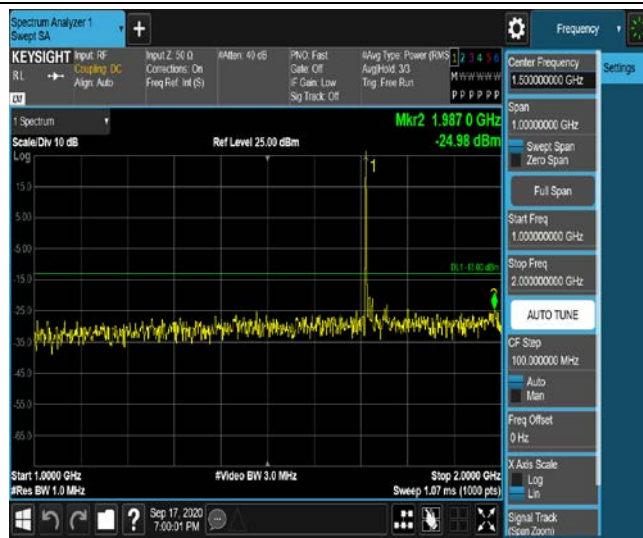 Spectrum Analyzer 1
Swept SA
+
Frequency
KEYSIGHT
Input: RF
Input Z: 50 Ω
#Atten: 40 dB
PNO: Fast
#Avg Type: Power (RMS
1 2 3 4 5 6
RL
Coupling: DC
Corrections: On
Gate: Off
Avg|Hold: 3/3
M W W W W W
Align: Auto
Freq Ref: Int (S)
IF Gain: Low
Trig: Free Run
Sig Track: Off
P P P P P P
1 Spectrum
Mkr2 1.987 0 GHz
Scale/Div 10 dB
Ref Level 25.00 dBm
-24.98 dBm
Log
1
15.0
5.00
-5.00
DL1 -13.00 dBm
-15.0
2
-25.0
-35.0
-45.0
-55.0
-65.0
Start 1.0000 GHz
#Video BW 3.0 MHz
Stop 2.0000 GHz
#Res BW 1.0 MHz
Sweep 1.07 ms (1000 pts)
Center Frequency
Settings
1.500000000 GHz
Span
1.00000000 GHz
Swept Span
Zero Span
Full Span
Start Freq
1.000000000 GHz
Stop Freq
2.000000000 GHz
AUTO TUNE
CF Step
100.000000 MHz
Auto
Man
Freq Offset
0 Hz
X Axis Scale
Log
Lin
Signal Track
(Span Zoom)
?
Sep 17, 2020
7:00:01 PM